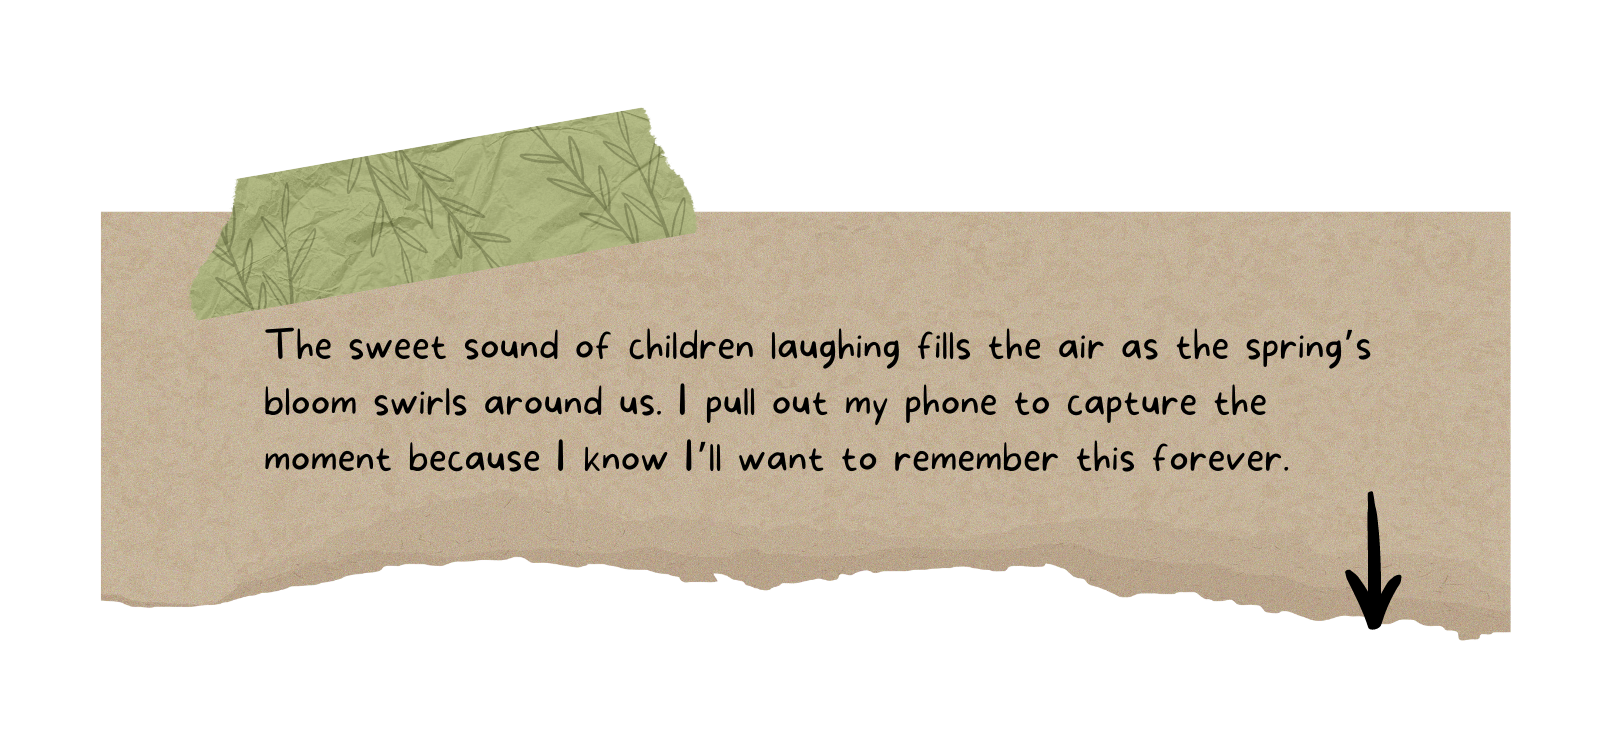 The sweet sound of children laughing fills the air as the spring's
bloom swirls around us. I pull out my phone to capture the
moment because I know I'll want to remember this forever.